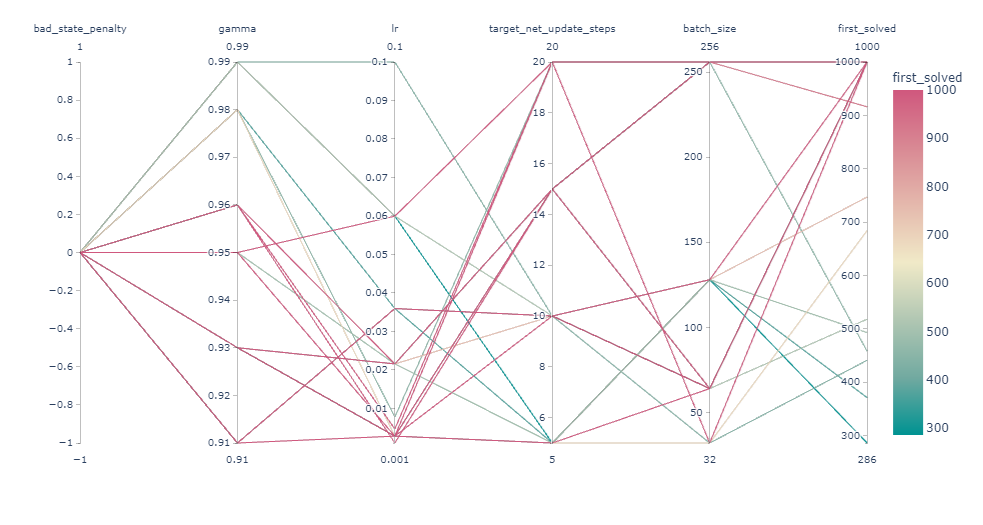 bad_state_penalty gamma lr target_net_update_steps batch_size first_solved
1 0.99 0.1 20 256 1000
1 0.99 0.1 20 250 1000
0.8 0.98 0.09 18 200 900
0.6 0.97 0.08 16 150 800
0.4 0.96 0.07 14 100 700
0.2 0.95 0.06 12 50 600
0 0.94 0.05 10 500
−0.2 0.93 0.04 8 400
−0.4 0.92 0.03 6 300
−0.6 0.91 0.02
−0.8 0.01
−1
−1 0.91 0.001 5 32 286
first_solved
1000
900
800
700
600
500
400
300